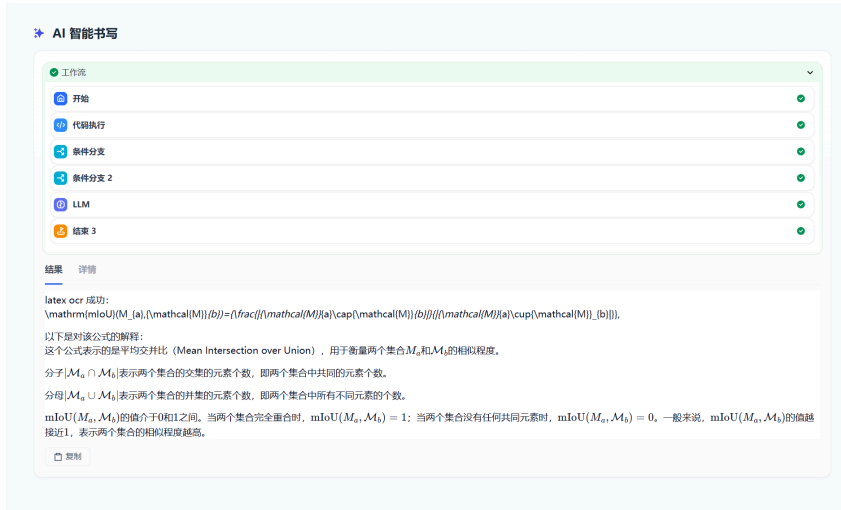 AI 智能书写
工作流
开始
代码执行
条件分支
条件分支 2
LLM
结束 3
结果 详情
latex ocr 成功：
\mathrm{mIoU}(M_{a},{\mathcal{M}}{b})={\frac{|{\mathcal{M}}{a}\cap{\mathcal{M}}{b}|}{|{\mathcal{M}}{a}\cup{\mathcal{M}}_{b}|}},
以下是对该公式的解释：
这个公式表示的是平均交并比（Mean Intersection over Union），用于衡量两个集合Mₐ和ℳ_b的相似程度。
分子|ℳₐ ∩ ℳ_b|表示两个集合的交集的元素个数，即两个集合中共同的元素个数。
分母|ℳₐ ∪ ℳ_b|表示两个集合的并集的元素个数，即两个集合中所有不同元素的个数。
mIoU(Mₐ, ℳ_b)的值介于0和1之间。当两个集合完全重合时，mIoU(Mₐ, ℳ_b) = 1；当两个集合没有任何共同元素时，mIoU(Mₐ, ℳ_b) = 0。一般来说，mIoU(Mₐ, ℳ_b)的值越
接近1，表示两个集合的相似程度越高。
复制